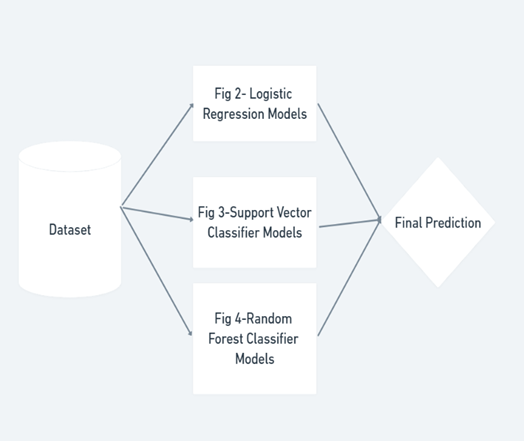 Fig 2- Logistic
Regression Models
Dataset
Fig 3-Support Vector
Classifier Models
Final Prediction
Fig 4-Random
Forest Classifier
Models